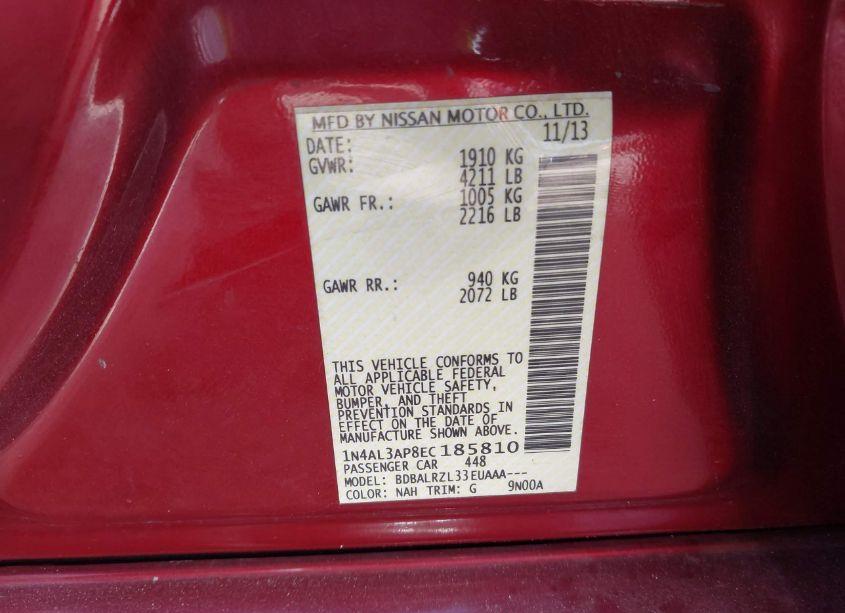 MFD BY NISSAN MOTOR CO., LTD.
DATE: 11/13
GVWR: 1910 KG
4211 LB
GAWR FR.: 1005 KG
2216 LB
GAWR RR.: 940 KG
2072 LB
THIS VEHICLE CONFORMS TO
ALL APPLICABLE FEDERAL
MOTOR VEHICLE SAFETY,
BUMPER, AND THEFT
PREVENTION STANDARDS IN
EFFECT ON THE DATE OF
MANUFACTURE SHOWN ABOVE.
1N4AL3AP8EC185810
PASSENGER CAR 448
MODEL: BDBALRZL33EUAAA---
COLOR: NAH TRIM: G 9N00A